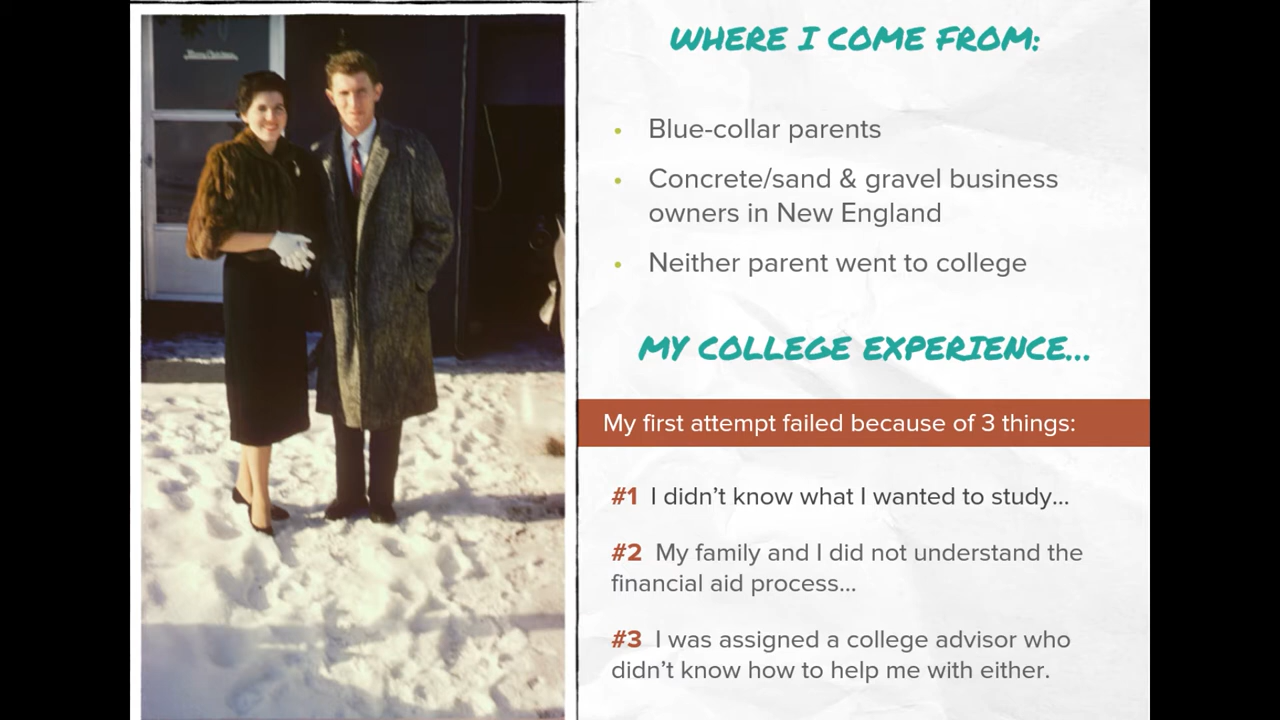 WHERE I COME FROM:
• Blue-collar parents
• Concrete/sand & gravel business
owners in New England
• Neither parent went to college
MY COLLEGE EXPERIENCE...
My first attempt failed because of 3 things:
#1 I didn’t know what I wanted to study...
#2 My family and I did not understand the
financial aid process...
#3 I was assigned a college advisor who
didn’t know how to help me with either.